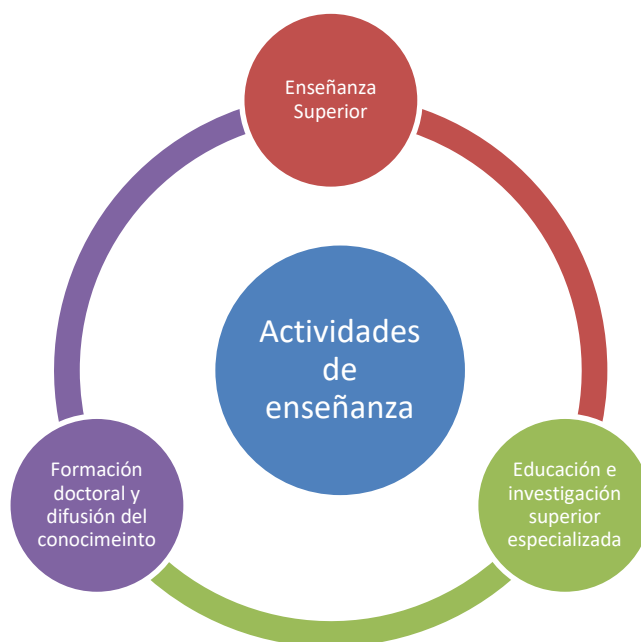 Enseñanza
Superior
Actividades
de
enseñanza
Formación
doctoral y
difusión del
conocimeinto
Educación e
investigación
superior
especializada